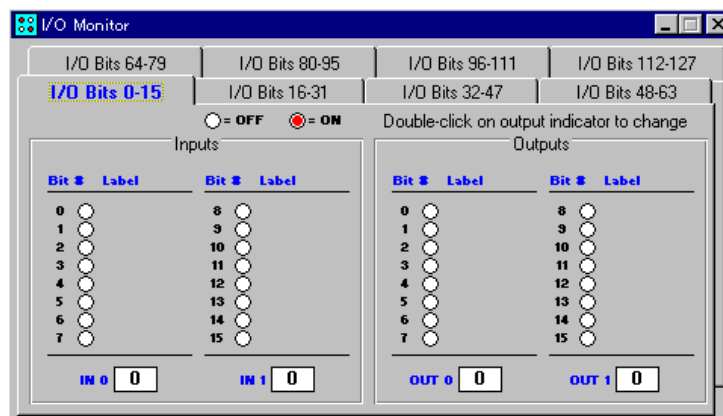 I/O Monitor
I/O Bits 64-79 I/O Bits 80-95 I/O Bits 96-111 I/O Bits 112-127
I/O Bits 0-15 I/O Bits 16-31 I/O Bits 32-47 I/O Bits 48-63
= OFF = ON Double-click on output indicator to change
Inputs Outputs
Bit # Label Bit # Label Bit # Label Bit # Label
0 8 0 8
1 9 1 9
2 10 2 10
3 11 3 11
4 12 4 12
5 13 5 13
6 14 6 14
7 15 7 15
IN 0 0 IN 1 0 OUT 0 0 OUT 1 0